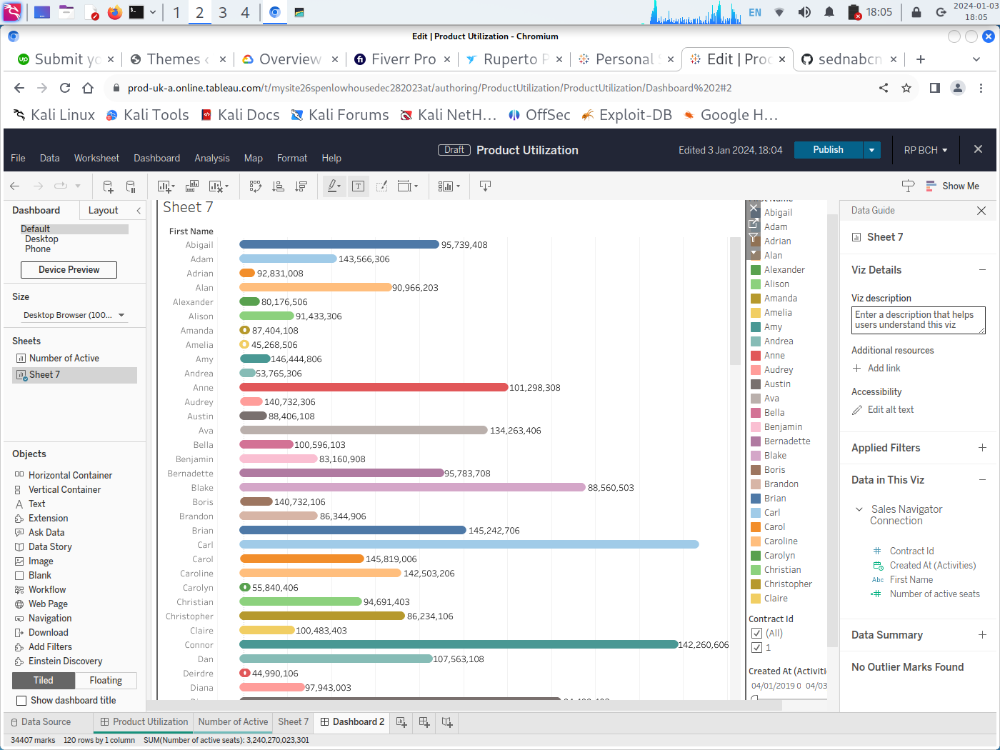 1
2
3
4
EN
18:05
2024-01-03
18:05
Edit | Product Utilization - Chromium
Submit yo
Themes
Overview
Fiverr Pro
Ruperto P
Personal S
Edit | Proc
sednabcn
prod-uk-a.online.tableau.com/t/mysite26spenlowhousedec282023at/authoring/ProductUtilization/ProductUtilization/Dashboard%202#2
Kali Linux
Kali Tools
Kali Docs
Kali Forums
Kali NetH...
OffSec
Exploit-DB
Google H...
File
Data
Worksheet
Dashboard
Analysis
Map
Format
Help
Draft
Product Utilization
Edited 3 Jan 2024, 18:04
Publish
RP BCH
Show Me
Dashboard
Layout
Default
Desktop
Phone
Device Preview
Size
Desktop Browser (100...
Sheets
Number of Active
Sheet 7
Objects
Horizontal Container
Vertical Container
Text
Extension
Ask Data
Data Story
Image
Blank
Workflow
Web Page
Navigation
Download
Add Filters
Einstein Discovery
Tiled
Floating
Show dashboard title
Sheet 7
First Name
Abigail 95,739,408
Adam 143,566,306
Adrian 92,831,008
Alan 90,966,203
Alexander 80,176,506
Alison 91,433,306
Amanda 87,404,108
Amelia 45,268,506
Amy 146,444,806
Andrea 53,765,306
Anne 101,298,308
Audrey 140,732,306
Austin 88,406,108
Ava 134,263,406
Bella 100,596,103
Benjamin 83,160,908
Bernadette 95,783,708
Blake 88,560,503
Boris 140,732,106
Brandon 86,344,906
Brian 145,242,706
Carl
Carol 145,819,006
Caroline 142,503,206
Carolyn 55,840,406
Christian 94,691,403
Christopher 86,234,106
Claire 100,483,403
Connor 142,260,606
Dan 107,563,108
Deirdre 44,990,106
Diana 97,943,003
First Name
Abigail
Adam
Adrian
Alan
Alexander
Alison
Amanda
Amelia
Amy
Andrea
Anne
Audrey
Austin
Ava
Bella
Benjamin
Bernadette
Blake
Boris
Brandon
Brian
Carl
Carol
Caroline
Carolyn
Christian
Christopher
Claire
Contract Id
(All)
1
Created At (Activiti
04/01/2019 0 04/03
Data Guide
Sheet 7
Viz Details
Viz description
Enter a description that helps
users understand this viz
Additional resources
Add link
Accessibility
Edit alt text
Applied Filters
Data in This Viz
Sales Navigator
Connection
Contract Id
Created At (Activities)
Abc First Name
Number of active seats
Data Summary
No Outlier Marks Found
Data Source
Product Utilization
Number of Active
Sheet 7
Dashboard 2
34407 marks
120 rows by 1 column
SUM(Number of active seats): 3,240,270,023,301